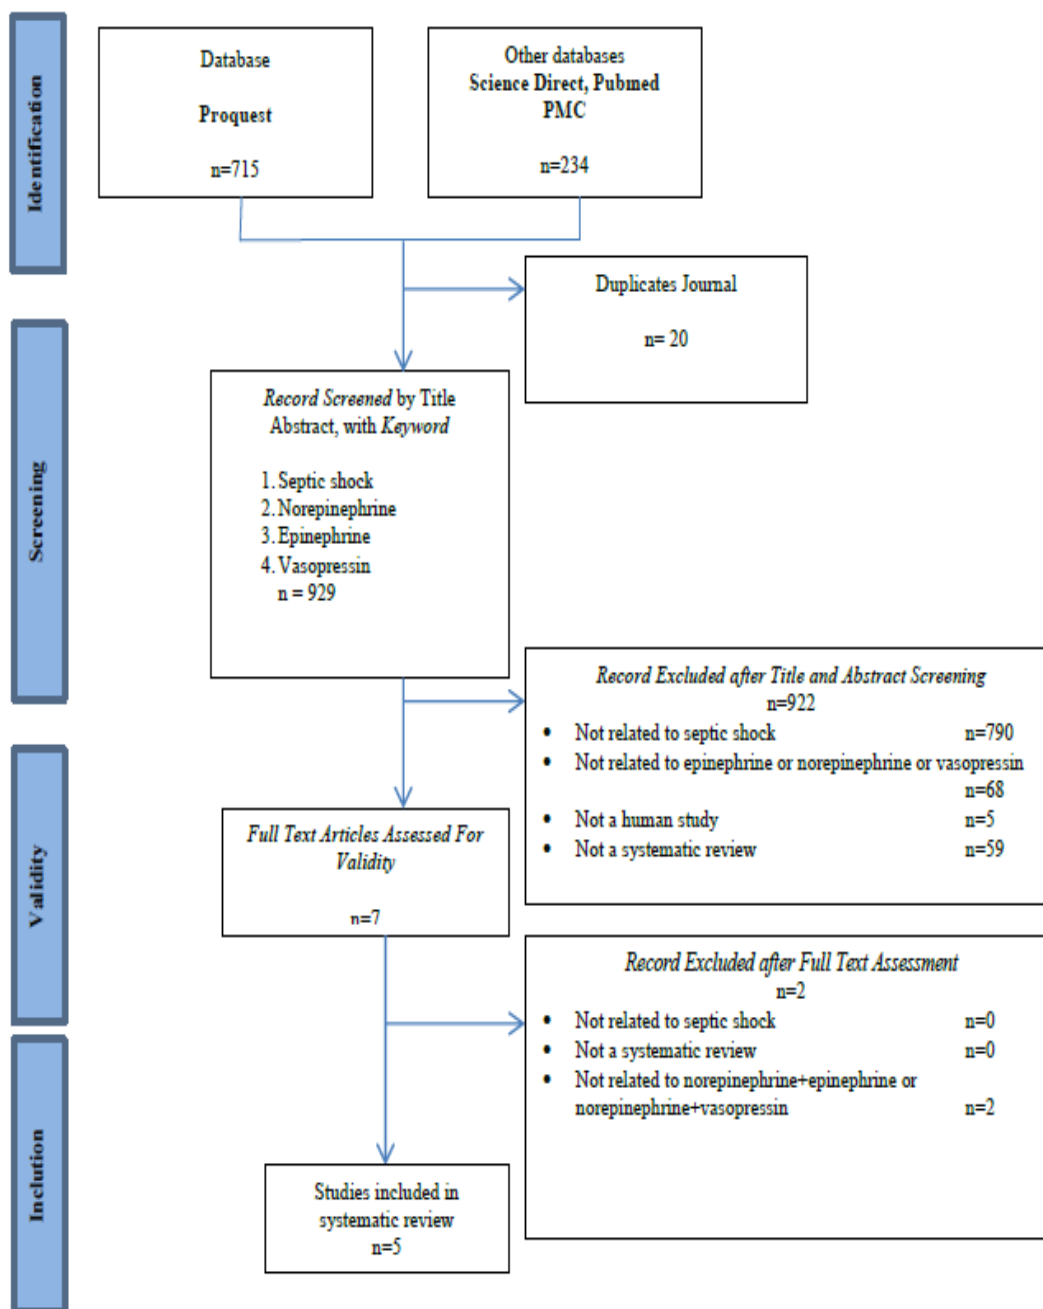 Identification
Database
Proquest
n=715
Other databases
Science Direct, Pubmed
PMC
n=234
Duplicates Journal
n= 20
Screening
Record Screened by Title
Abstract, with Keyword
1. Septic shock
2. Norepinephrine
3. Epinephrine
4. Vasopressin
n = 929
Record Excluded after Title and Abstract Screening
n=922
• Not related to septic shock n=790
• Not related to epinephrine or norepinephrine or vasopressin
n=68
• Not a human study n=5
• Not a systematic review n=59
Validity
Full Text Articles Assessed For
Validity
n=7
Record Excluded after Full Text Assessment
n=2
• Not related to septic shock n=0
• Not a systematic review n=0
• Not related to norepinephrine+epinephrine or
norepinephrine+vasopressin n=2
Inclution
Studies included in
systematic review
n=5